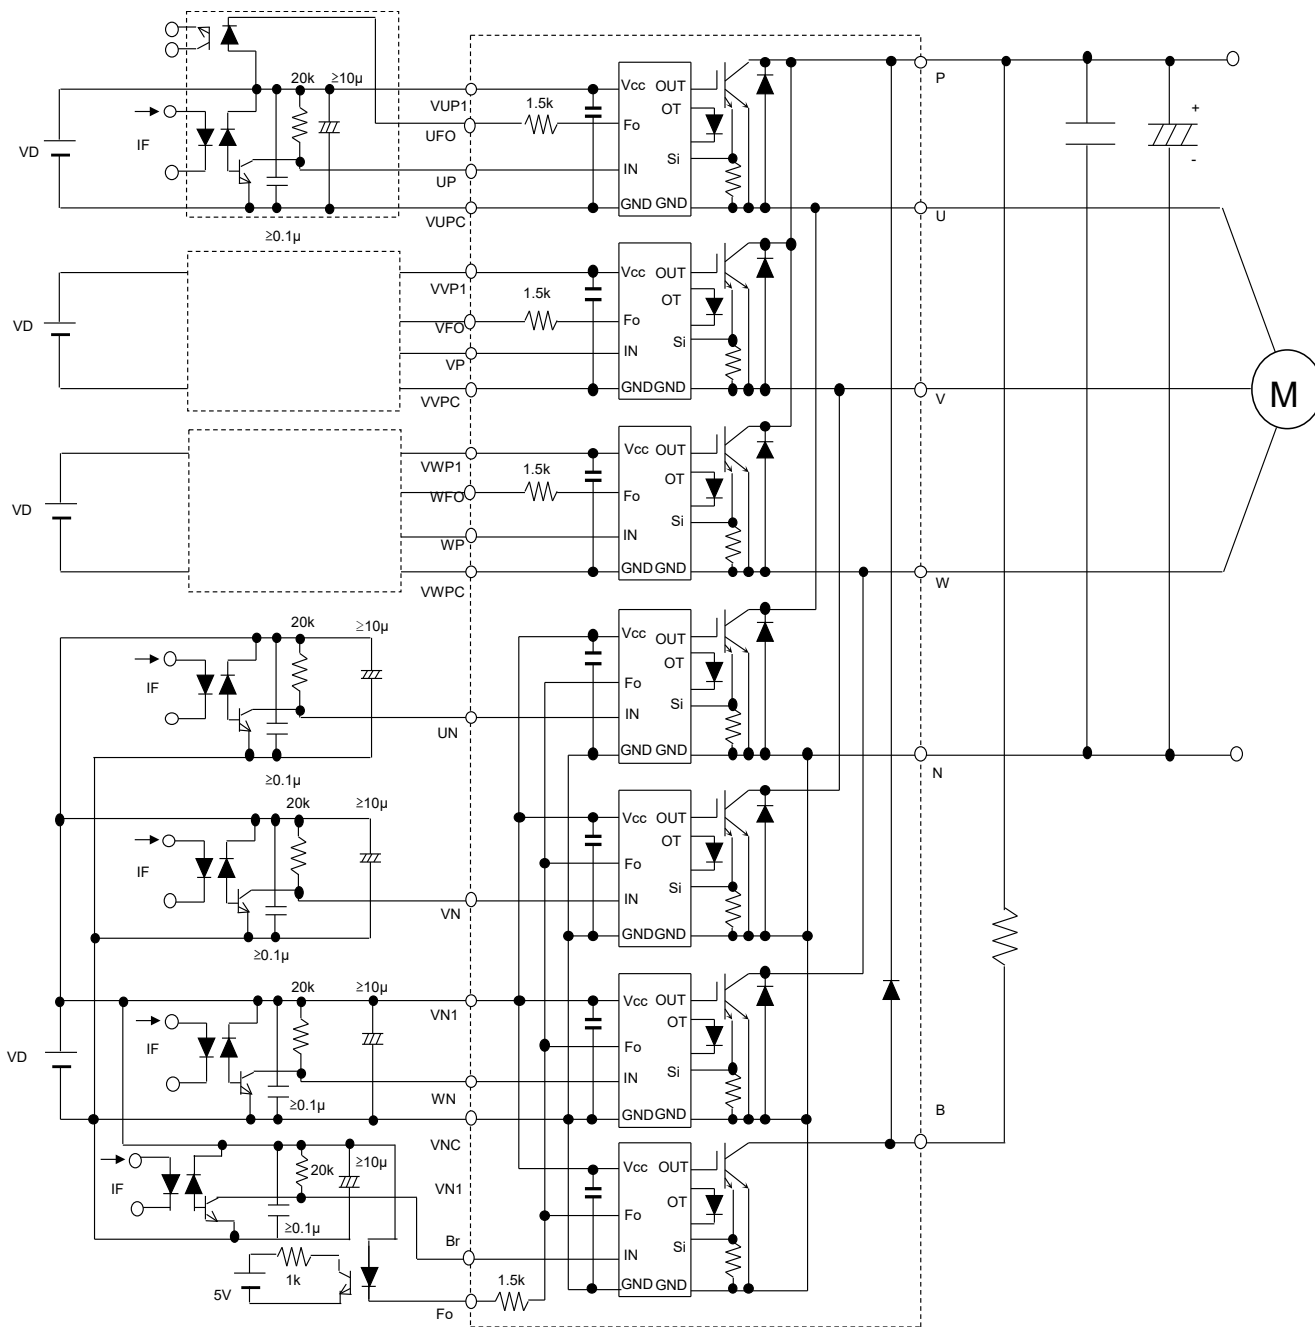 20k ≥10μ
VD
IF
≥0.1μ
VUP1
UFO
UP
VUPC
1.5k
Vcc OUT
OT
Fo
Si
IN
GND GND
P
+
-
U
VD
VVP1
VFO
VP
VVPC
1.5k
Vcc OUT
OT
Fo
Si
IN
GND GND
V
M
VD
VWP1
WFO
WP
VWPC
1.5k
Vcc OUT
OT
Fo
Si
IN
GND GND
W
20k ≥10μ
IF
≥0.1μ
UN
Vcc OUT
OT
Fo
Si
IN
GND GND
N
20k ≥10μ
IF
≥0.1μ
VN
Vcc OUT
OT
Fo
Si
IN
GND GND
20k ≥10μ
VD
IF
≥0.1μ
VN1
WN
VNC
Vcc OUT
OT
Fo
Si
IN
GND GND
B
IF
20k
≥10μ
≥0.1μ
VN1
Br
5V
1k
Fo
1.5k
Vcc OUT
OT
Fo
Si
IN
GND GND